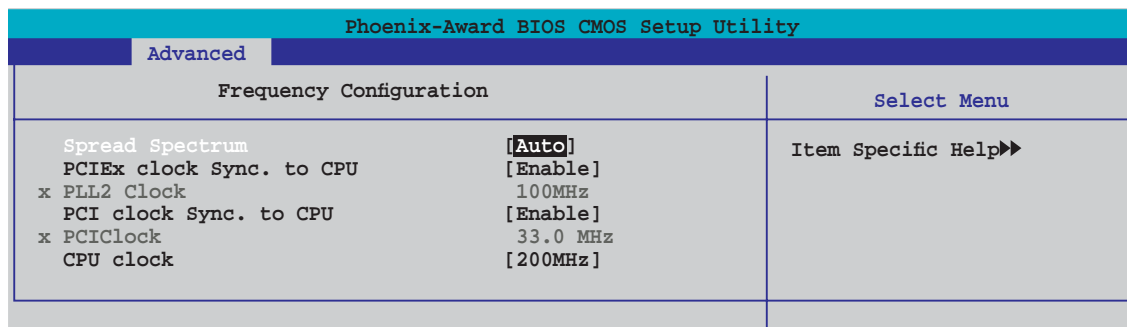 Phoenix-Award BIOS CMOS Setup Utility
Advanced
Frequency Configuration
Select Menu
Spread Spectrum [Auto]
PCIEx clock Sync. to CPU [Enable]
x PLL2 Clock 100MHz
PCI clock Sync. to CPU [Enable]
x PCIClock 33.0 MHz
CPU clock [200MHz]
Item Specific Help▶▶